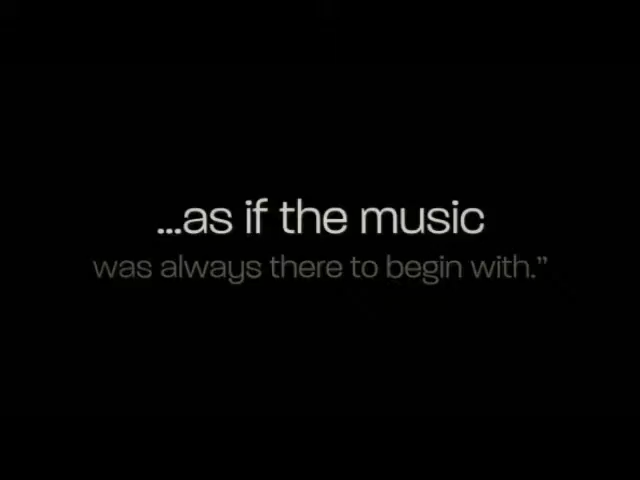 ...as if the music
was always there to begin with.”